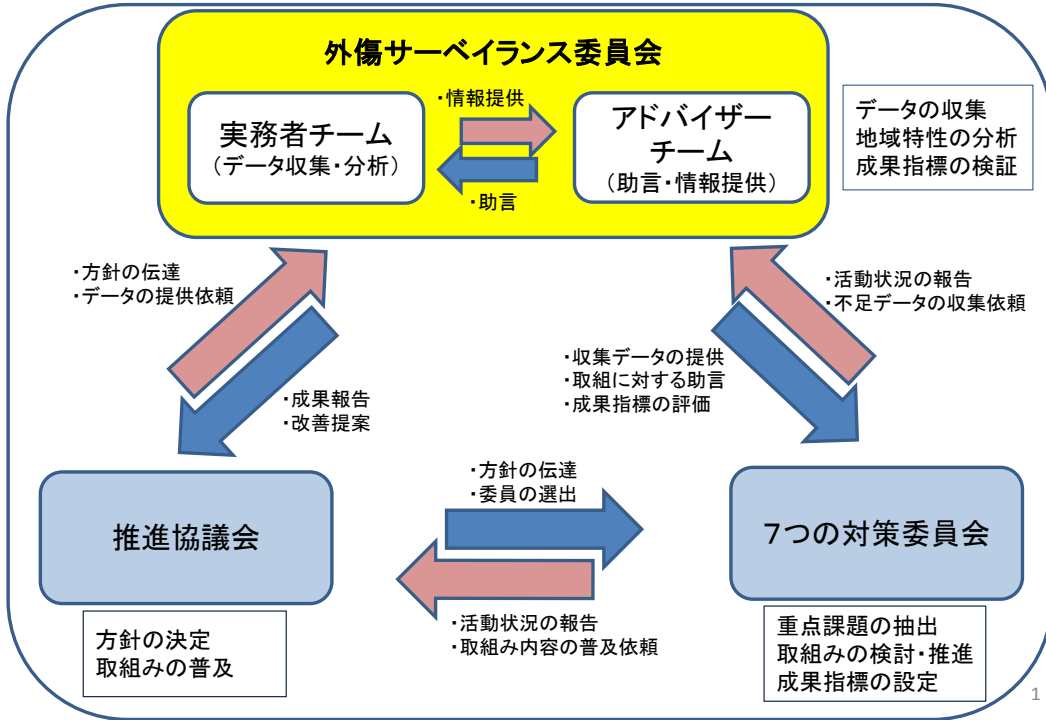 外傷サーベイランス委員会
・情報提供
実務者チーム
（データ収集・分析）
アドバイザー
チーム
（助言・情報提供）
・助言
データの収集
地域特性の分析
成果指標の検証
・方針の伝達
・データの提供依頼
・活動状況の報告
・不足データの収集依頼
・成果報告
・改善提案
・収集データの提供
・取組に対する助言
・成果指標の評価
・方針の伝達
・委員の選出
推進協議会
７つの対策委員会
・活動状況の報告
・取組み内容の普及依頼
方針の決定
取組みの普及
重点課題の抽出
取組みの検討・推進
成果指標の設定
1